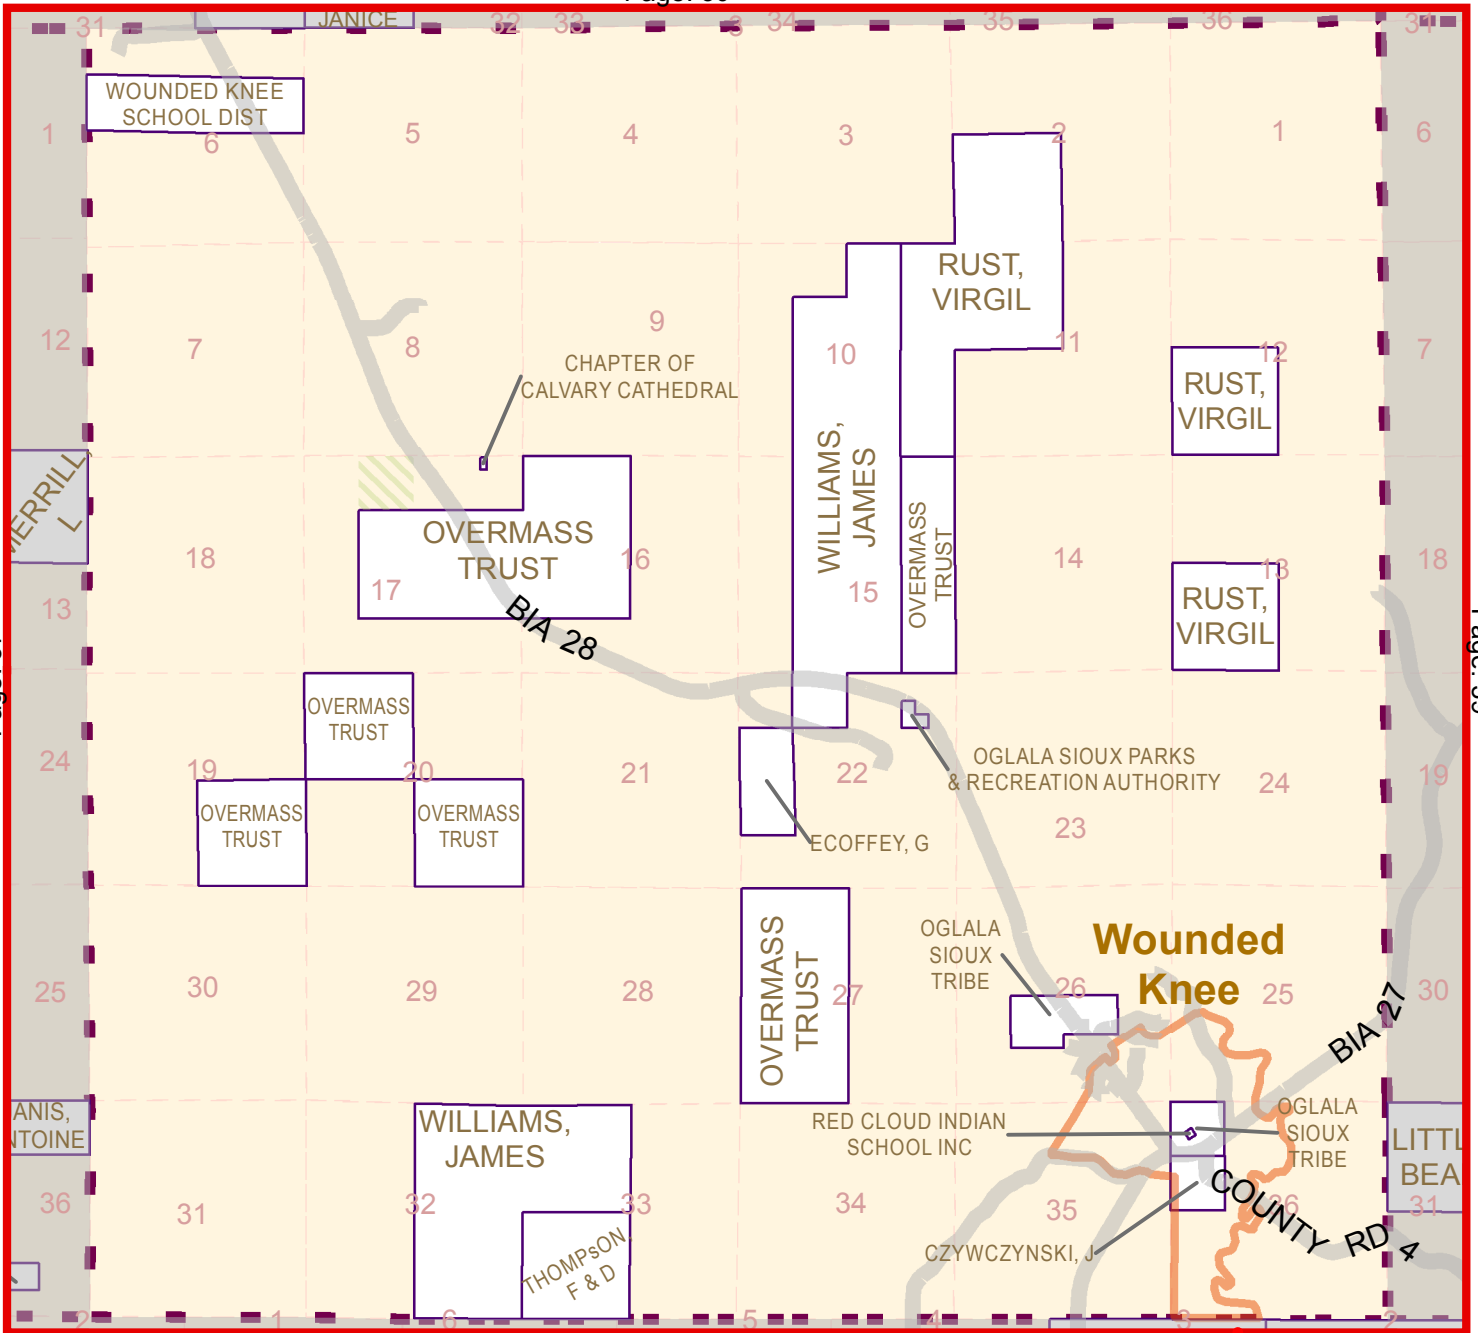 JANICE
31
32
33
3
34
35
36
31
WOUNDED KNEE
SCHOOL DIST
1
6
5
4
3
2
1
6
RUST,
VIRGIL
12
7
8
9
10
11
12
7
CHAPTER OF
CALVARY CATHEDRAL
RUST,
VIRGIL
MERRILL,
L
WILLIAMS,
JAMES
OVERMASS
TRUST
OVERMASS
TRUST
13
18
17
16
15
14
13
18
RUST,
VIRGIL
BIA 28
OVERMASS
TRUST
24
19
20
21
22
23
24
19
OGLALA SIOUX PARKS
& RECREATION AUTHORITY
OVERMASS
TRUST
OVERMASS
TRUST
ECOFFEY, G
OGLALA
SIOUX
TRIBE
Wounded
Knee
OVERMASS
TRUST
25
30
29
28
27
26
25
30
BIA 27
ANIS,
NTOINE
WILLIAMS,
JAMES
RED CLOUD INDIAN
SCHOOL INC
OGLALA
SIOUX
TRIBE
LITTL
BEA
36
31
32
33
34
35
36
31
COUNTY RD 4
CZYWCZYNSKI, J
THOMPsON,
F & D
2
1
6
5
4
3
2